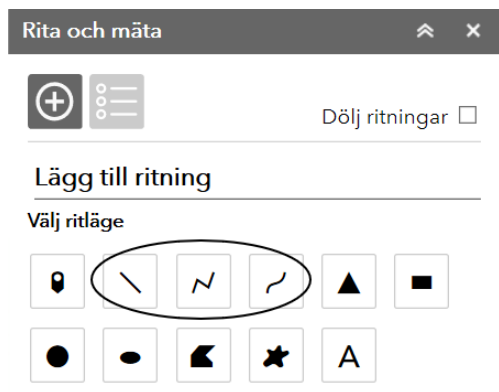 Rita och mäta
Dölj ritningar
Lägg till ritning
Välj ritläge
A